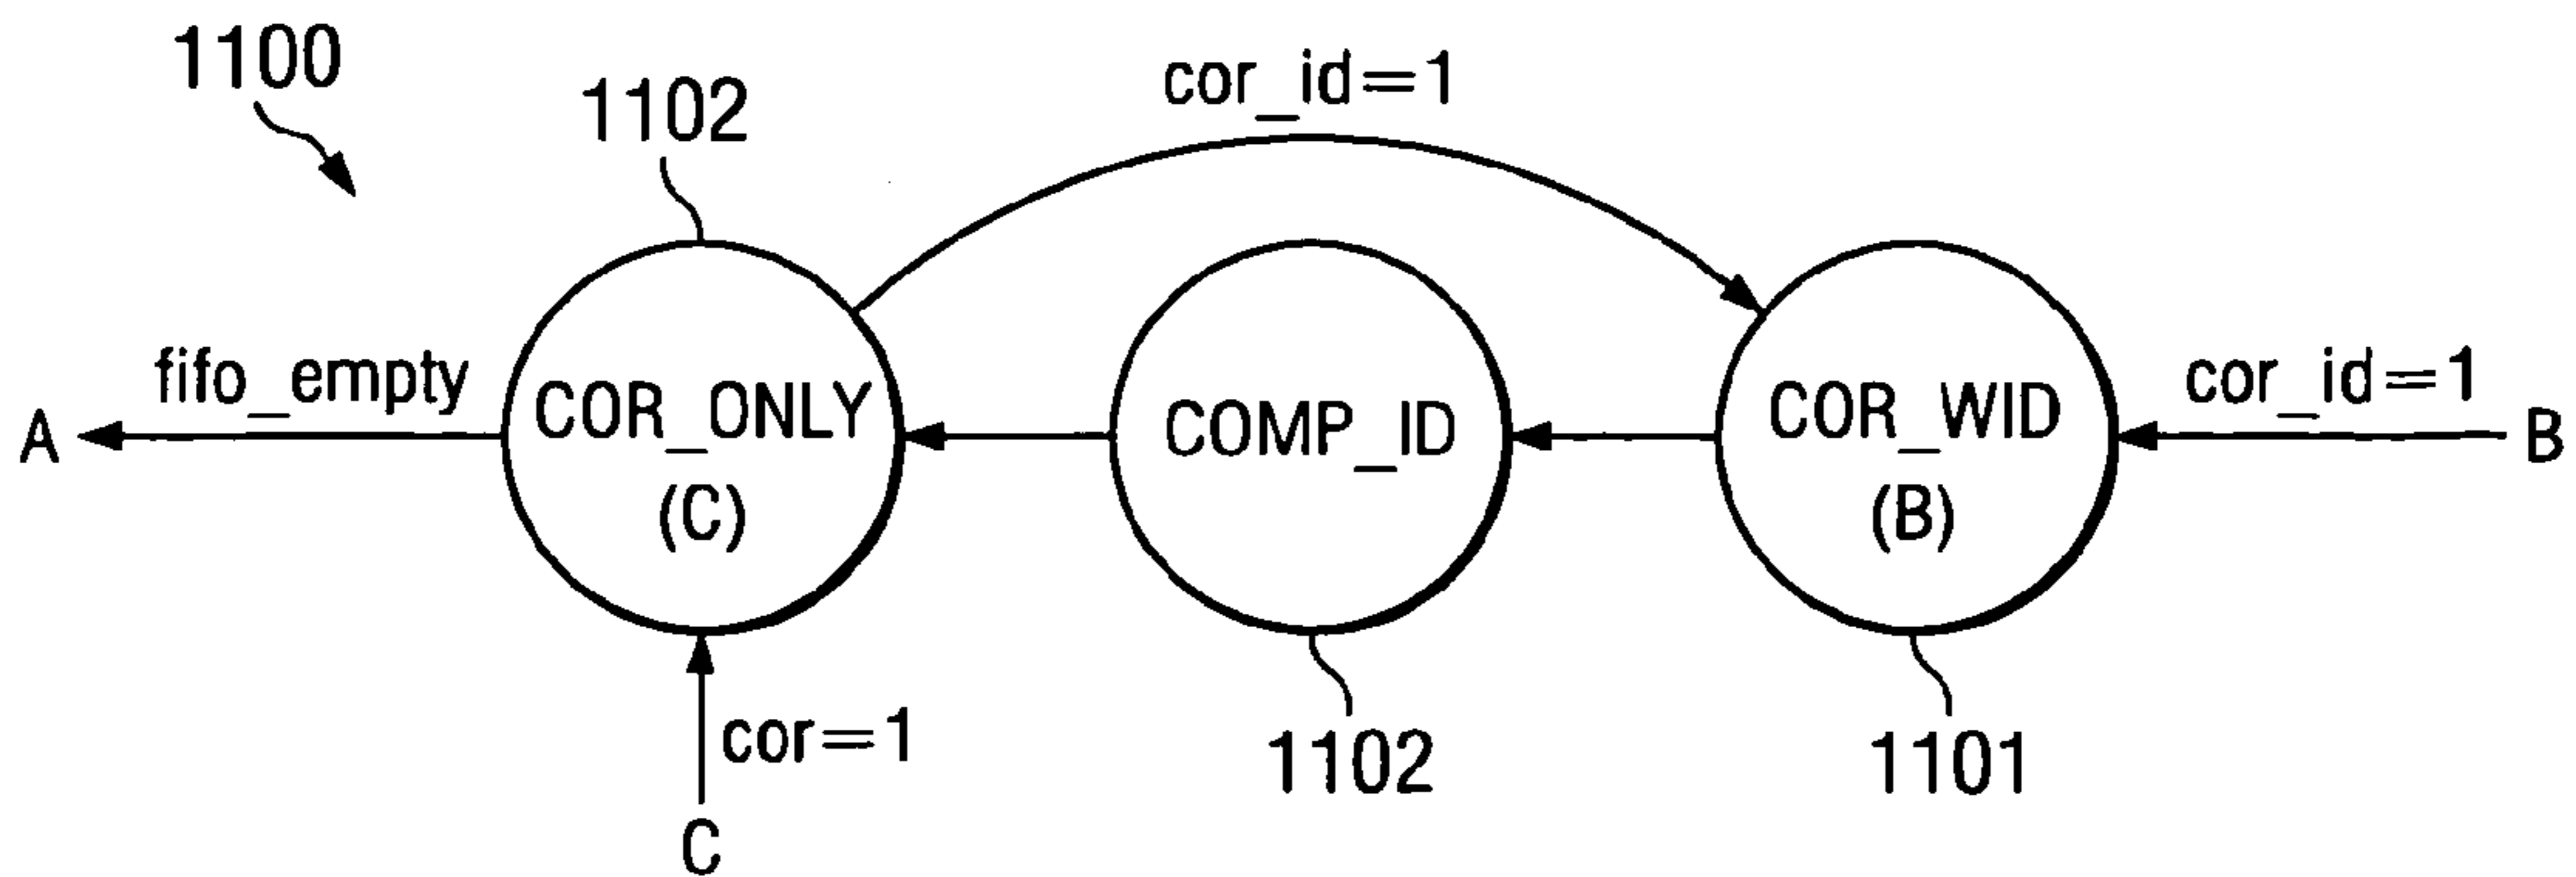 1100
1102
cor_id=1
fifo_empty
A
COR_ONLY
(C)
COMP_ID
COR_WID
(B)
cor_id=1
B
cor=1
C
1102
1101